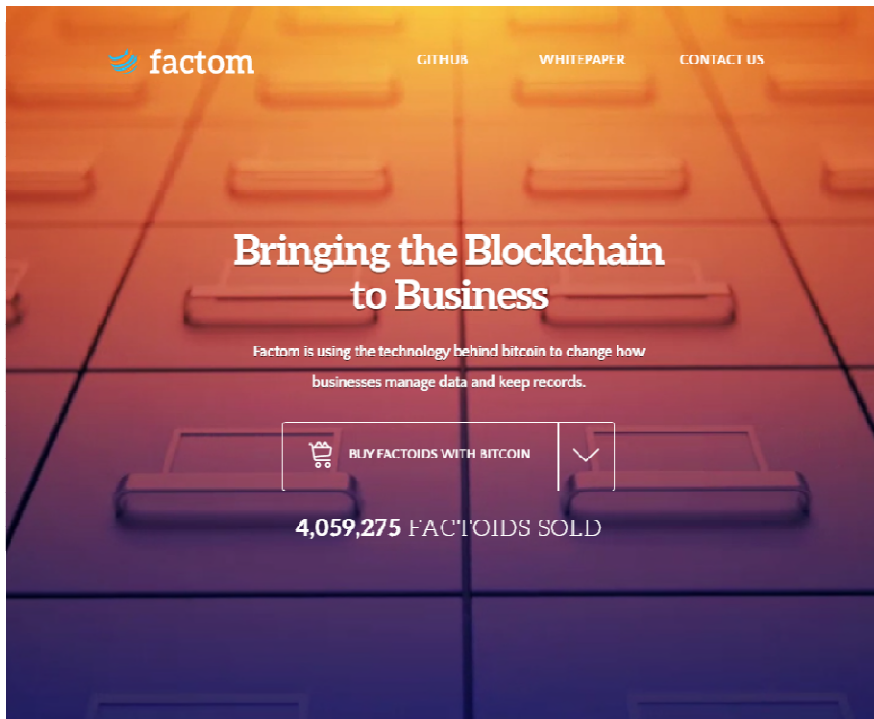 factom
GITHUB
WHITEPAPER
CONTACT US
Bringing the Blockchain
to Business
Factom is using the technology behind bitcoin to change how
businesses manage data and keep records.
BUY FACTOIDS WITH BITCOIN
4,059,275 FACTOIDS SOLD